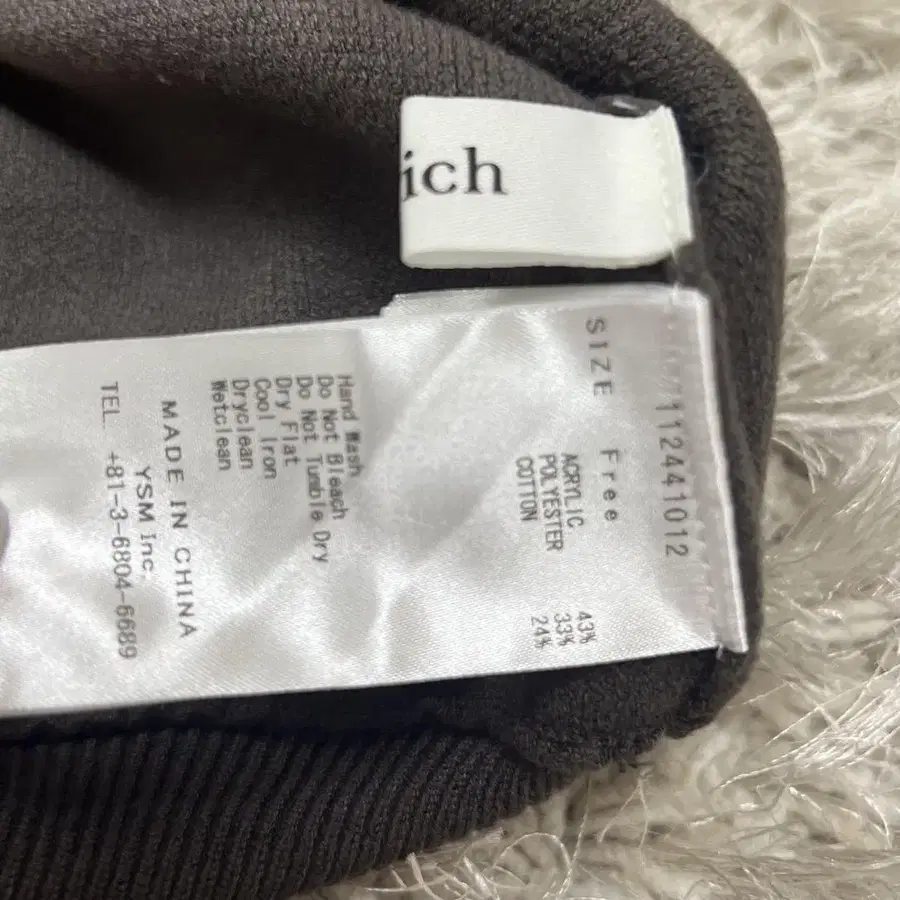 ich
112441012
SIZE Free
ACRYLIC 43%
POLYESTER 33%
COTTON 24%
Hand Wash
Do Not Bleach
Do Not Tumble Dry
Dry Flat
Cool Iron
Dryclean
Wetclean
MADE IN CHINA
YSM Inc.
TEL. +81-3-6804-6689